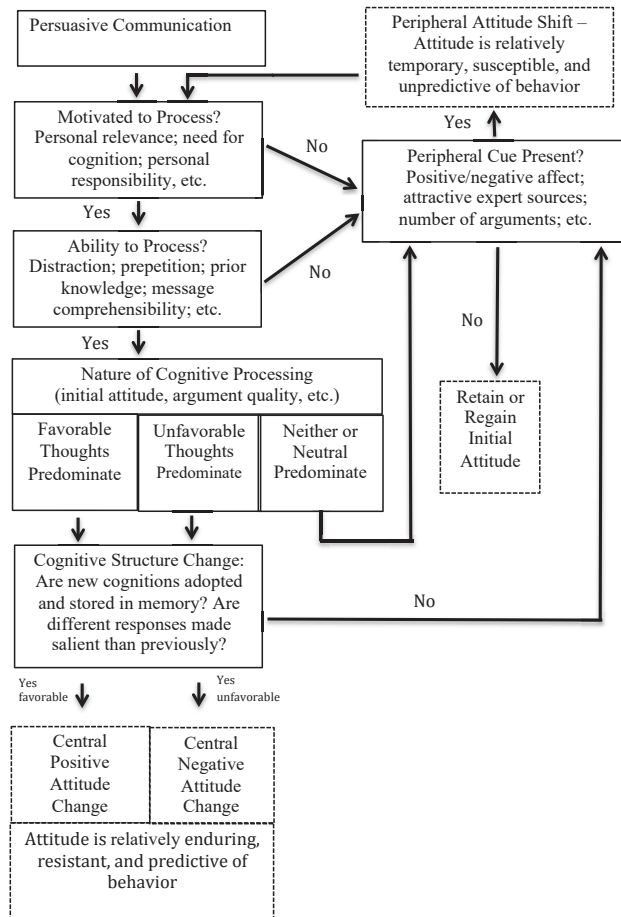 Persuasive Communication
Peripheral Attitude Shift –
Attitude is relatively
temporary, susceptible, and
unpredictive of behavior
Motivated to Process?
Personal relevance; need for
cognition; personal
responsibility, etc.
No
Yes
Peripheral Cue Present?
Positive/negative affect;
attractive expert sources;
number of arguments; etc.
Yes
Ability to Process?
Distraction; prepetition; prior
knowledge; message
comprehensibility; etc.
No
Yes
No
Nature of Cognitive Processing
(initial attitude, argument quality, etc.)
Favorable
Thoughts
Predominate
Unfavorable
Thoughts
Predominate
Neither or
Neutral
Predominate
Retain or
Regain
Initial
Attitude
Cognitive Structure Change:
Are new cognitions adopted
and stored in memory? Are
different responses made
salient than previously?
No
Yes
favorable
Yes
unfavorable
Central
Positive
Attitude
Change
Central
Negative
Attitude
Change
Attitude is relatively enduring,
resistant, and predictive of
behavior